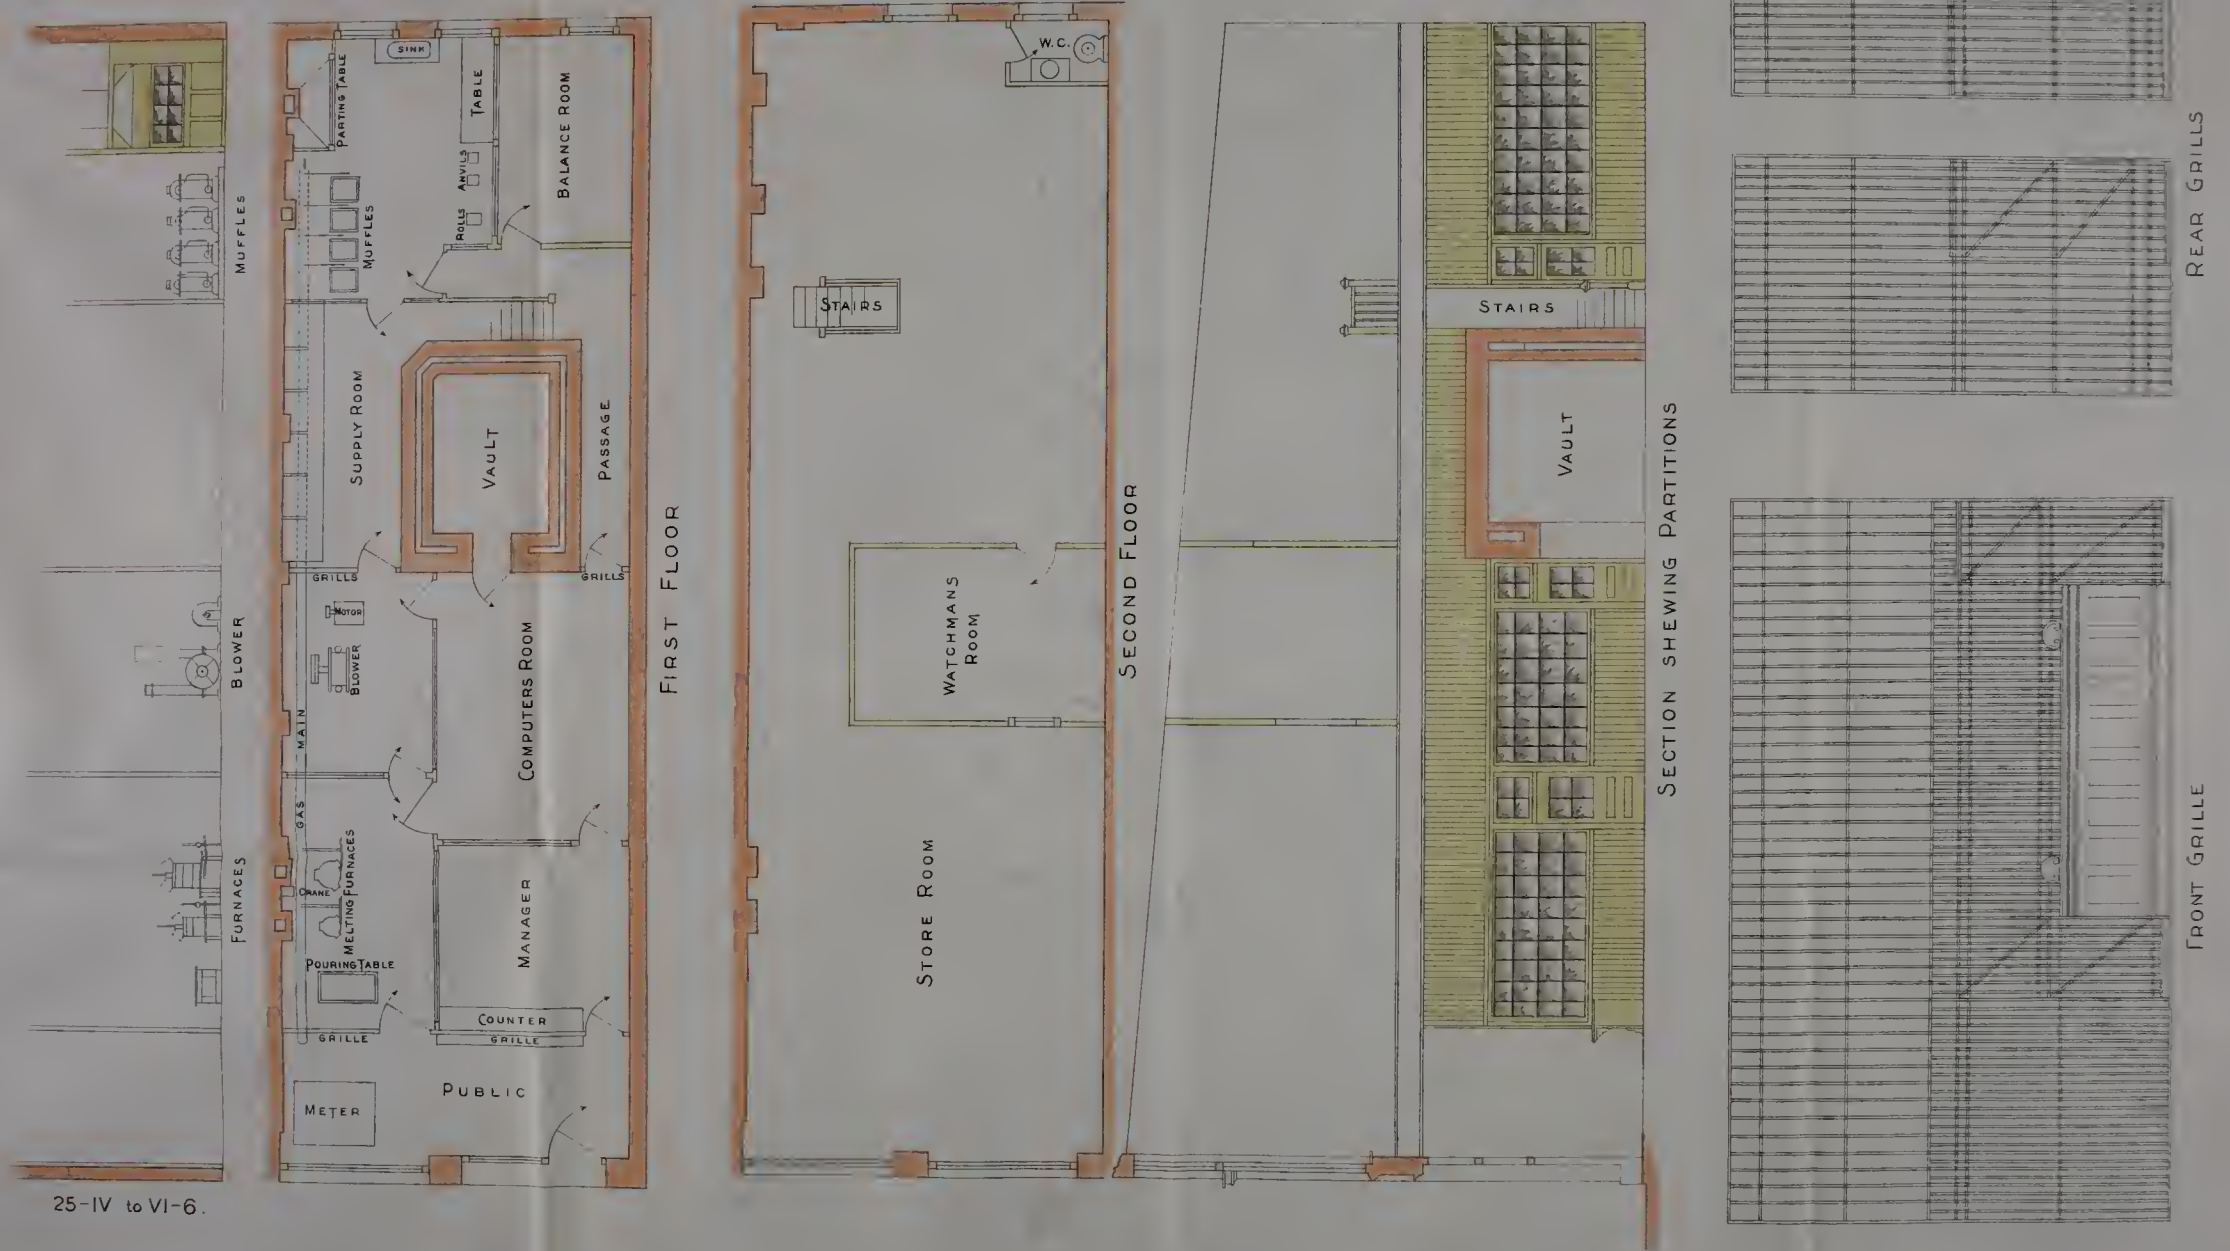 SINK
PARTING TABLE
TABLE
BALANCE ROOM
ANVILS
ROLLS
MUFFLES
MUFFLES
SUPPLY ROOM
VAULT
PASSAGE
GRILLS
GRILLS
MOTOR
BLOWER
BLOWER
GAS MAIN
COMPUTERS ROOM
FURNACES
CRANE
MELTING FURNACES
POURING TABLE
MANAGER
COUNTER
GRILLE
GRILLE
METER
PUBLIC
FIRST FLOOR
25-IV to VI-6.
W.C.
STAIRS
WATCHMANS
ROOM
STORE ROOM
SECOND FLOOR
STAIRS
VAULT
SECTION SHEWING PARTITIONS
REAR GRILLS
FRONT GRILLE